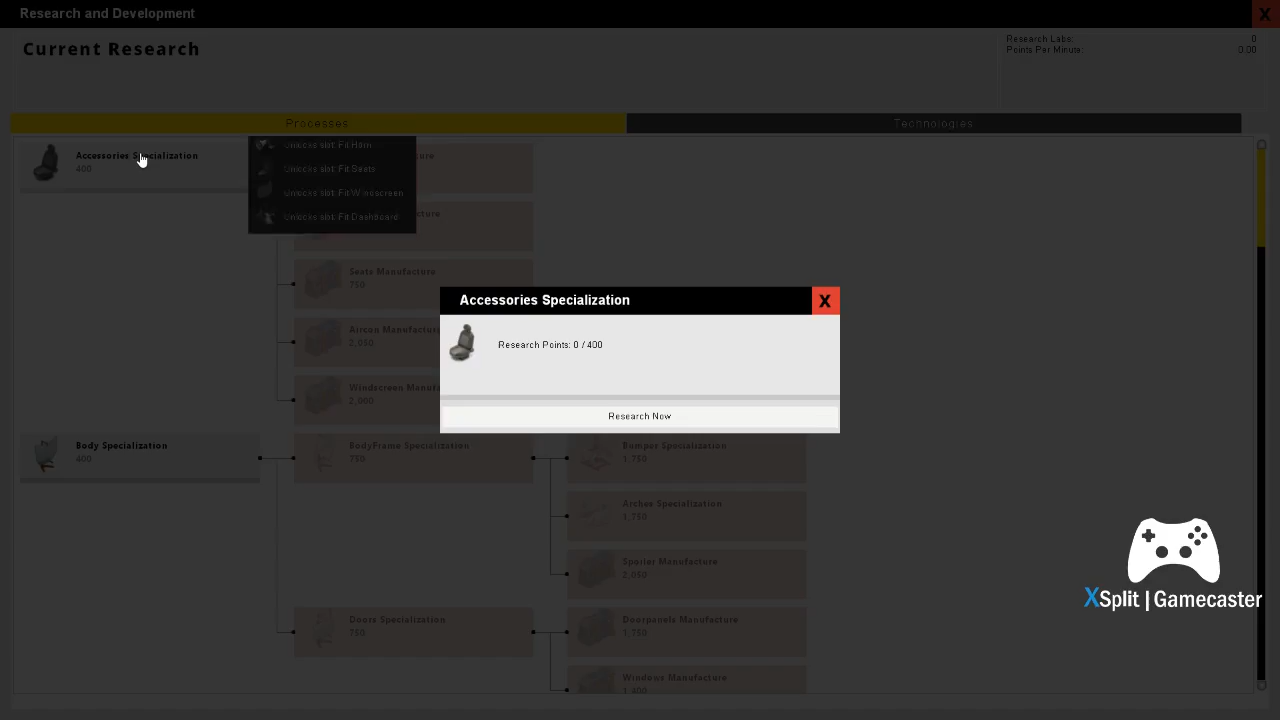 Research and Development
X
Current Research
Research Labs: 0
Points Per Minute: 0.00
Processes
Technologies
Accessories Specialization
400
Unlocks slot: Fit Horn
Unlocks slot: Fit Seats
Unlocks slot: Fit Windscreen
Unlocks slot: Fit Dashboard
Seats Manufacture
750
Aircon Manufacture
2,050
Windscreen
2,000
Accessories Specialization
X
Research Points: 0 / 400
Research Now
Body Specialization
400
BodyFrame Specialization
750
Bumper Specialization
1,750
Arches Specialization
1,750
Spoiler Manufacture
2,050
Doors Specialization
750
Doorpanels Manufacture
1,750
Windows Manufacture
1,400
XSplit | Gamecaster